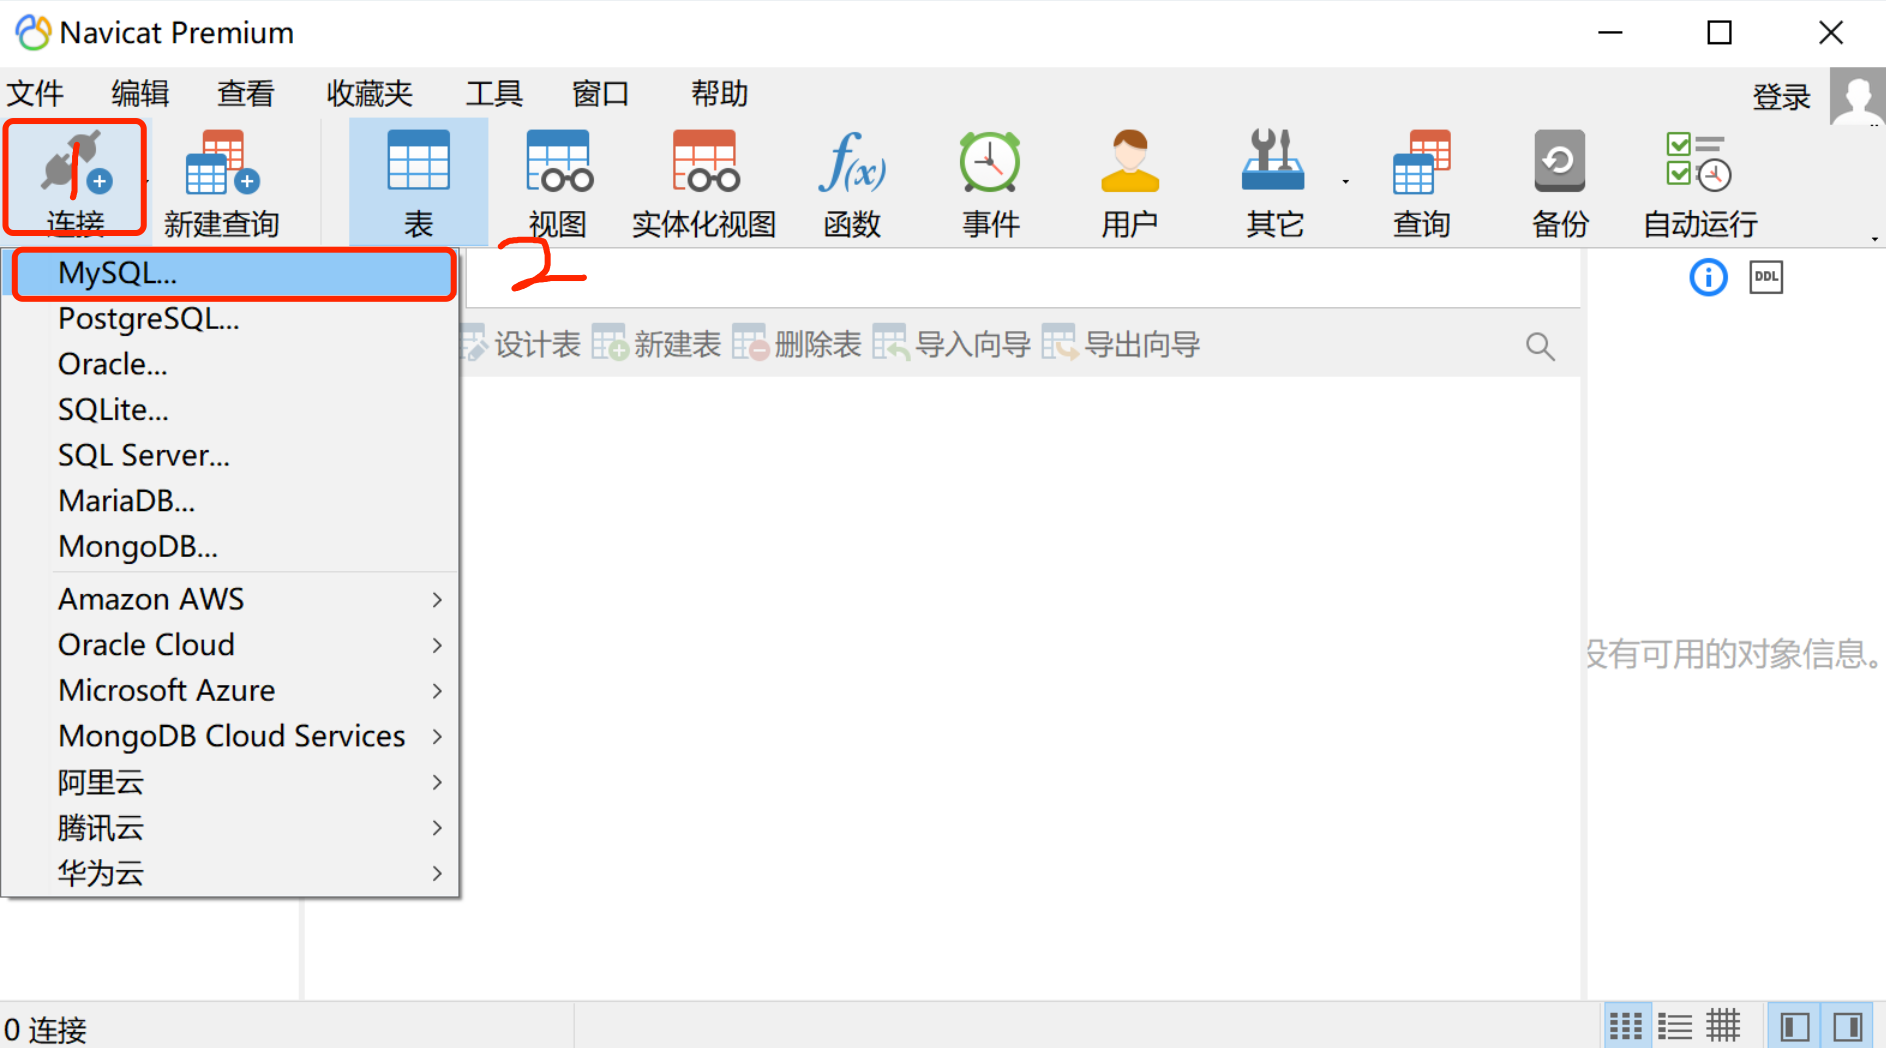 Navicat Premium
文件 编辑 查看 收藏夹 工具 窗口 帮助 登录
1
连接 新建查询 表 视图 实体化视图 函数 事件 用户 其它 查询 备份 自动运行
f(x)
MySQL...
2
DDL
PostgreSQL...
设计表 新建表 删除表 导入向导 导出向导
Oracle...
SQLite...
SQL Server...
MariaDB...
MongoDB...
Amazon AWS
Oracle Cloud
没有可用的对象信息。
Microsoft Azure
MongoDB Cloud Services
阿里云
腾讯云
华为云
0 连接